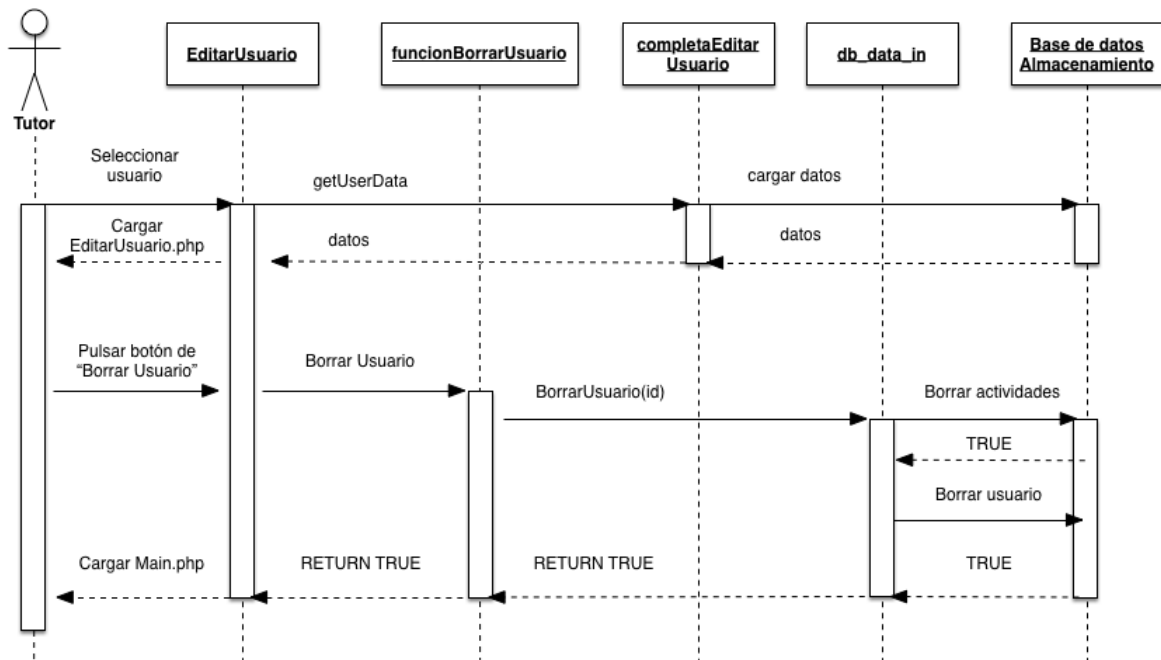 EditarUsuario
funcionBorrarUsuario
completaEditar
Usuario
db_data_in
Base de datos
Almacenamiento
Tutor
Seleccionar
usuario
getUserData
cargar datos
Cargar
EditarUsuario.php
datos
datos
Pulsar botón de
“Borrar Usuario”
Borrar Usuario
BorrarUsuario(id)
Borrar actividades
TRUE
Borrar usuario
Cargar Main.php
RETURN TRUE
RETURN TRUE
TRUE